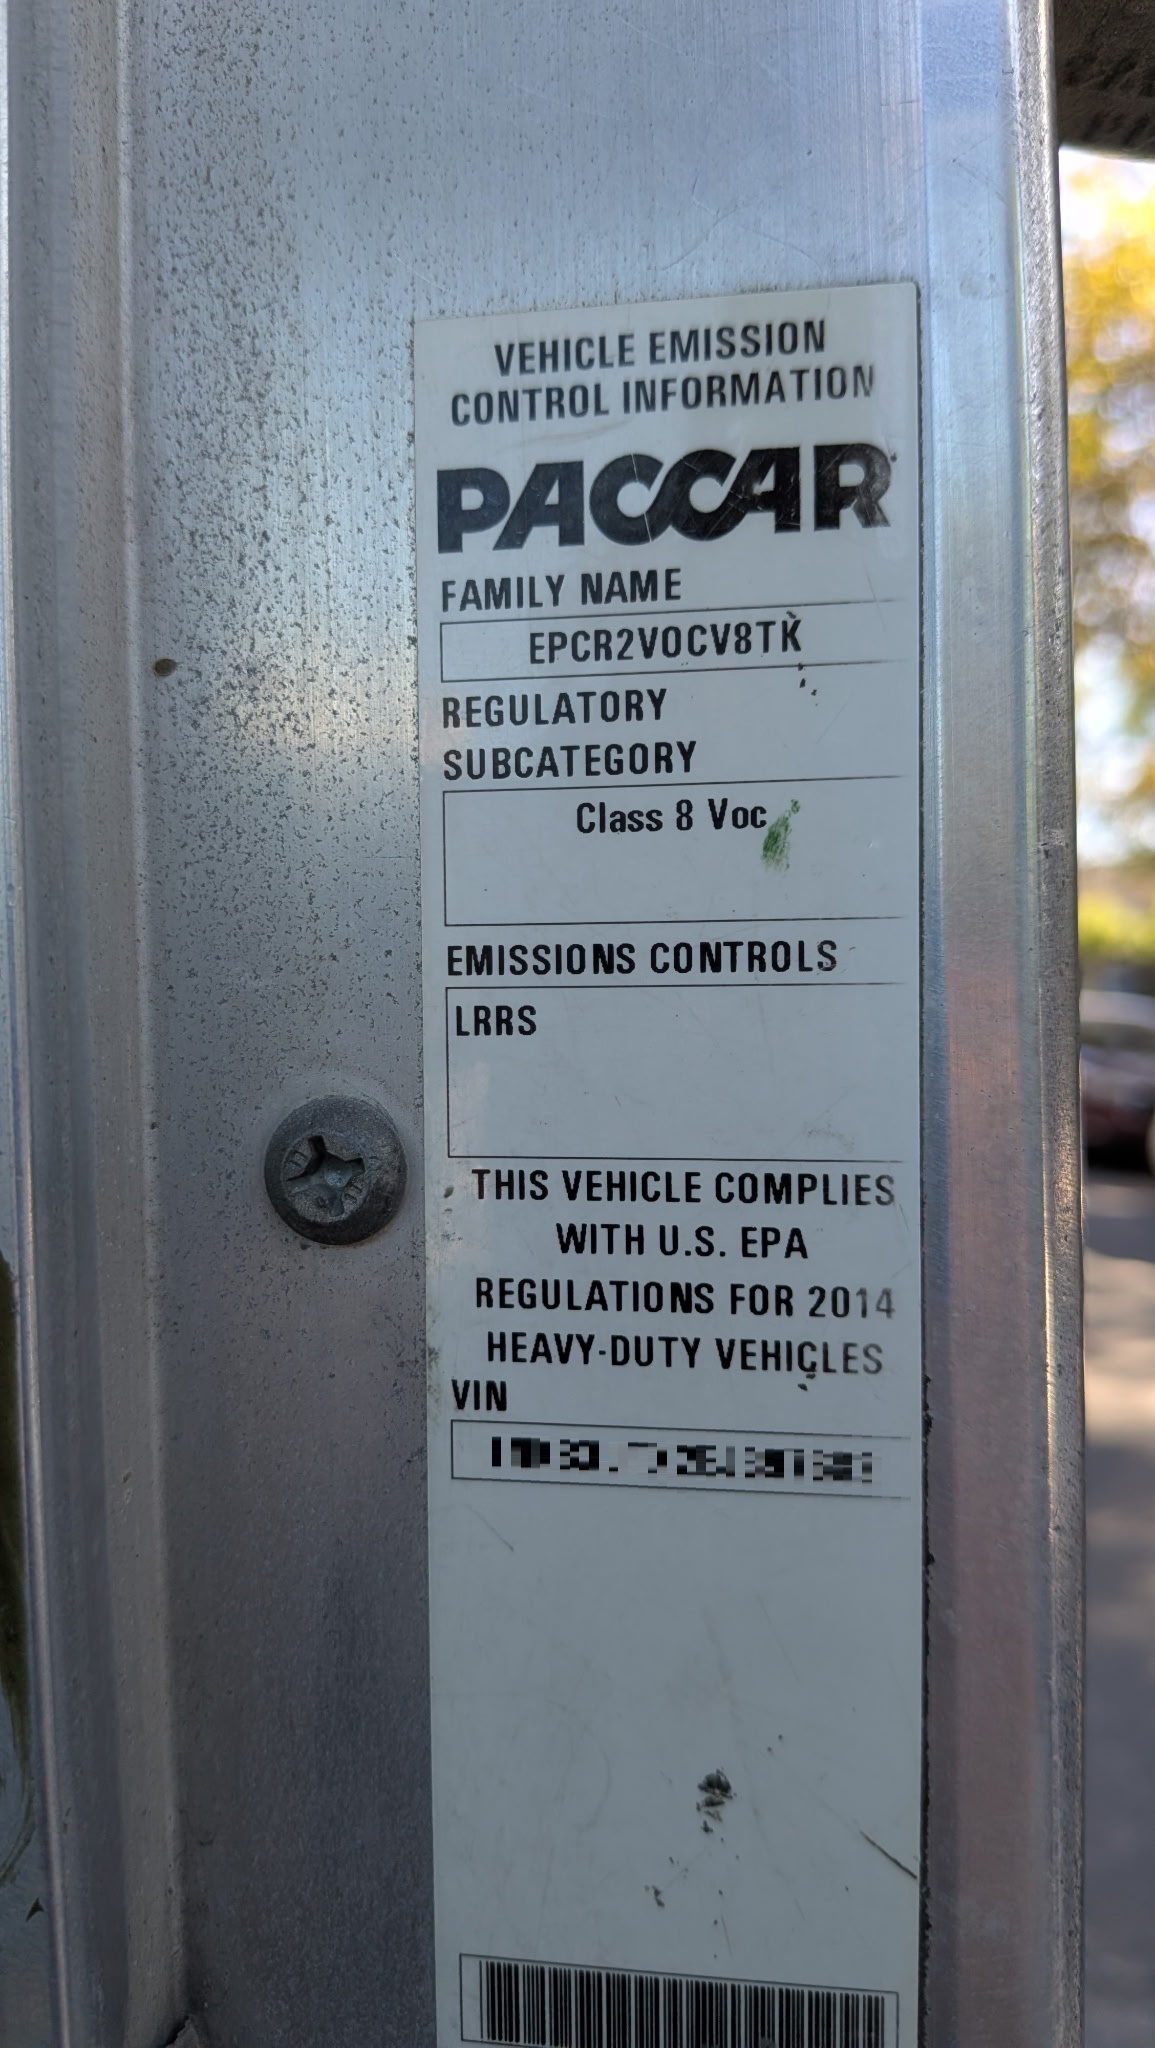 VEHICLE EMISSION
CONTROL INFORMATION
PACCAR
FAMILY NAME
EPCR2VOCV8TK
REGULATORY
SUBCATEGORY
Class 8 Voc
EMISSIONS CONTROLS
LRRS
THIS VEHICLE COMPLIES
WITH U.S. EPA
REGULATIONS FOR 2014
HEAVY-DUTY VEHICLES
VIN